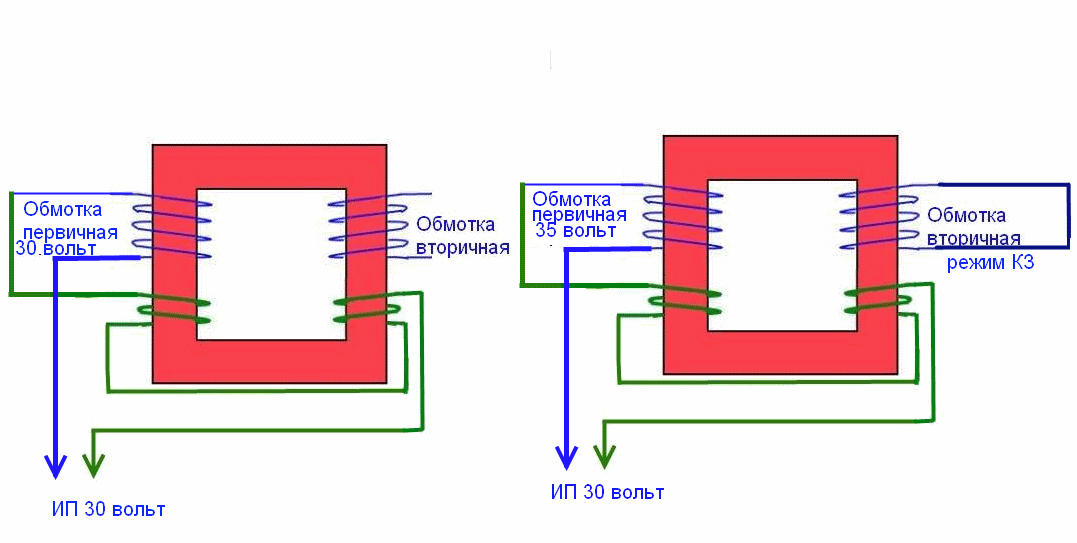 Обмотка
первичная
30.вольт
Обмотка
вторичная
ИП 30 вольт
Обмотка
первичная
35 вольт
Обмотка
вторичная
режим КЗ
ИП 30 вольт